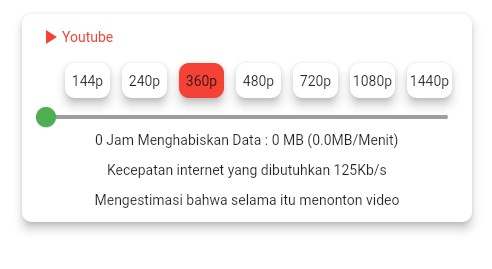 Youtube
144p 240p 360p 480p 720p 1080p 1440p
0 Jam Menghabiskan Data : 0 MB (0.0MB/Menit)
Kecepatan internet yang dibutuhkan 125Kb/s
Mengestimasi bahwa selama itu menonton video